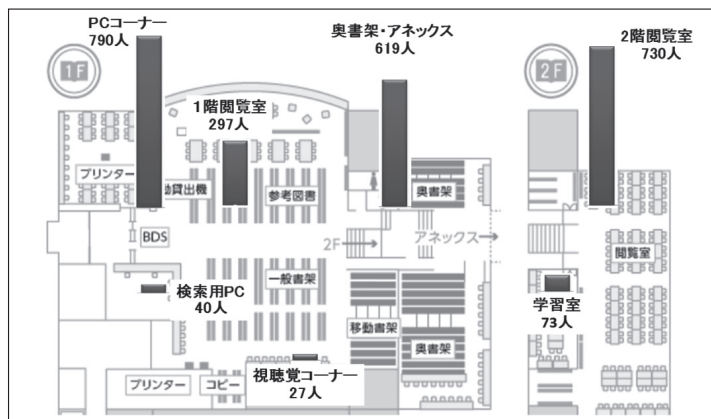 PCコーナー
790人
1F
1階閲覧室
297人
奥書架・アネックス
619人
2F
2階閲覧室
730人
プリンター
動貸出機
参考図書
奥書架
BDS
2F
アネックス
閲覧室
検索用PC
40人
一般書架
移動書架
奥書架
学習室
73人
プリンター
コピー
視聴覚コーナー
27人